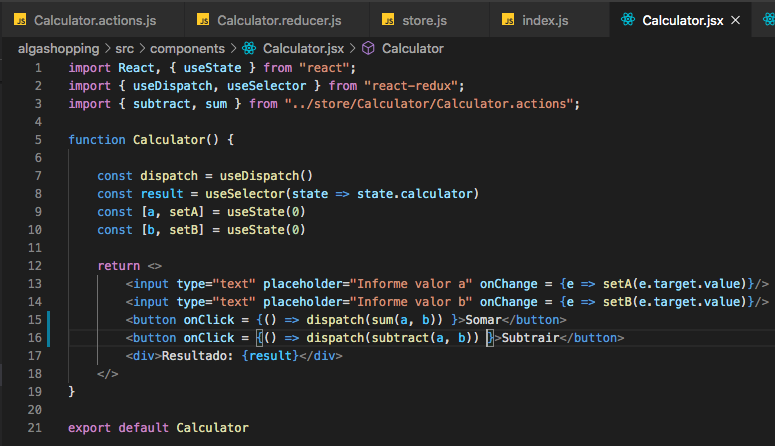 JS Calculator.actions.js JS Calculator.reducer.js JS store.js JS index.js Calculator.jsx ×
algashopping > src > components > Calculator.jsx > Calculator
1 import React, { useState } from "react";
2 import { useDispatch, useSelector } from "react-redux";
3 import { subtract, sum } from "../store/Calculator/Calculator.actions";
4
5 function Calculator() {
6
7 const dispatch = useDispatch()
8 const result = useSelector(state => state.calculator)
9 const [a, setA] = useState(0)
10 const [b, setB] = useState(0)
11
12 return <>
13 <input type="text" placeholder="Informe valor a" onChange = {e => setA(e.target.value)}/>
14 <input type="text" placeholder="Informe valor b" onChange = {e => setB(e.target.value)}/>
15 <button onClick = {() => dispatch(sum(a, b)) }>Somar</button>
16 <button onClick = {() => dispatch(subtract(a, b)) }>Subtrair</button>
17 <div>Resultado: {result}</div>
18 </>
19 }
20
21 export default Calculator